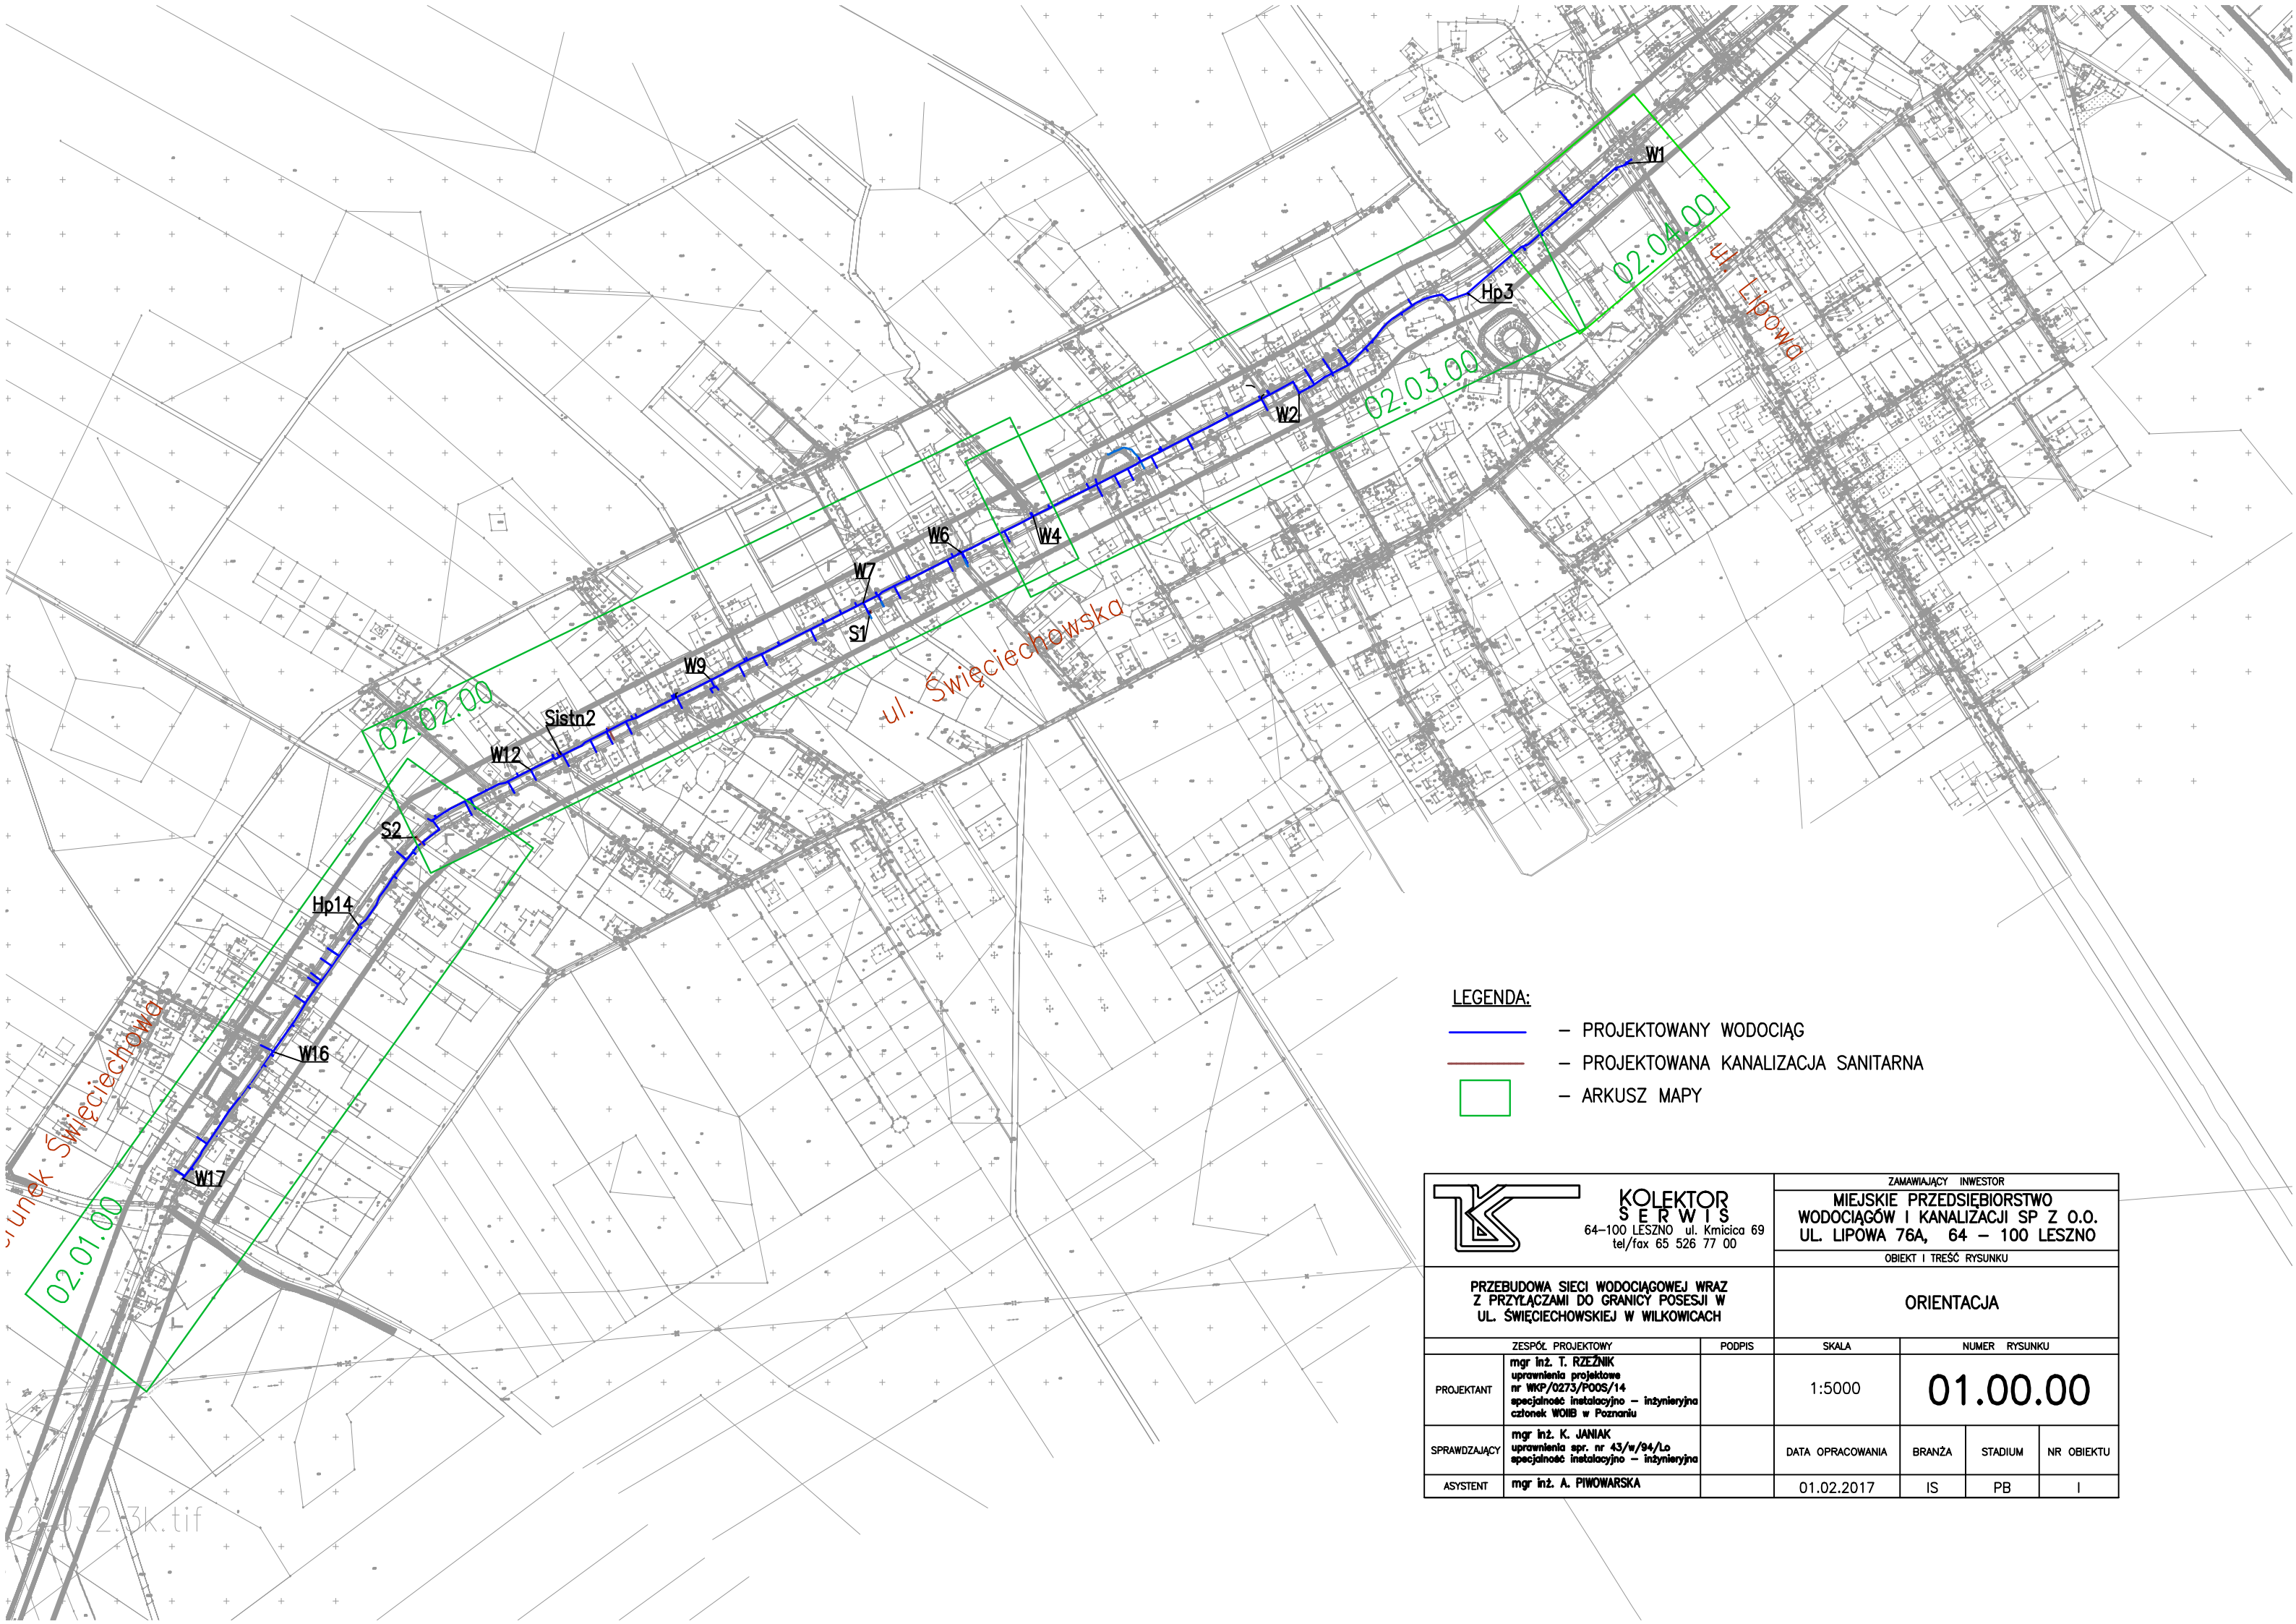 W1
02.04.00
ul. Lipowa
Hp3
02.03.00
W2
W4
W6
W7
S1
ul. Święciechowska
W9
Sistn2
02.02.00
W12
S2
Hp14
W16
Święciechowa
W17
02.01.00
LEGENDA:
– PROJEKTOWANY WODOCIĄG
– PROJEKTOWANA KANALIZACJA SANITARNA
– ARKUSZ MAPY
KOLEKTOR
SERWIS
64–100 LESZNO ul. Kmicica 69
tel/fax 65 526 77 00
ZAMAWIAJĄCY INWESTOR
MIEJSKIE PRZEDSIĘBIORSTWO
WODOCIĄGÓW I KANALIZACJI SP Z O.O.
UL. LIPOWA 76A, 64 – 100 LESZNO
OBIEKT I TREŚĆ RYSUNKU
PRZEBUDOWA SIECI WODOCIĄGOWEJ WRAZ
Z PRZYŁĄCZAMI DO GRANICY POSESJI W
UL. ŚWIĘCIECHOWSKIEJ W WILKOWICACH
ORIENTACJA
ZESPÓŁ PROJEKTOWY PODPIS SKALA NUMER RYSUNKU
PROJEKTANT
mgr inż. T. RZEŹNIK
uprawnienia projektowe
nr WKP/0273/POOS/14
specjalność instalacyjno – inżynieryjna
członek WOIIB w Poznaniu
1:5000
01.00.00
SPRAWDZAJĄCY
mgr inż. K. JANIAK
uprawnienia spr. nr 43/w/94/Lo
specjalność instalacyjno – inżynieryjna
DATA OPRACOWANIA BRANŻA STADIUM NR OBIEKTU
ASYSTENT mgr inż. A. PIWOWARSKA
01.02.2017 IS PB I